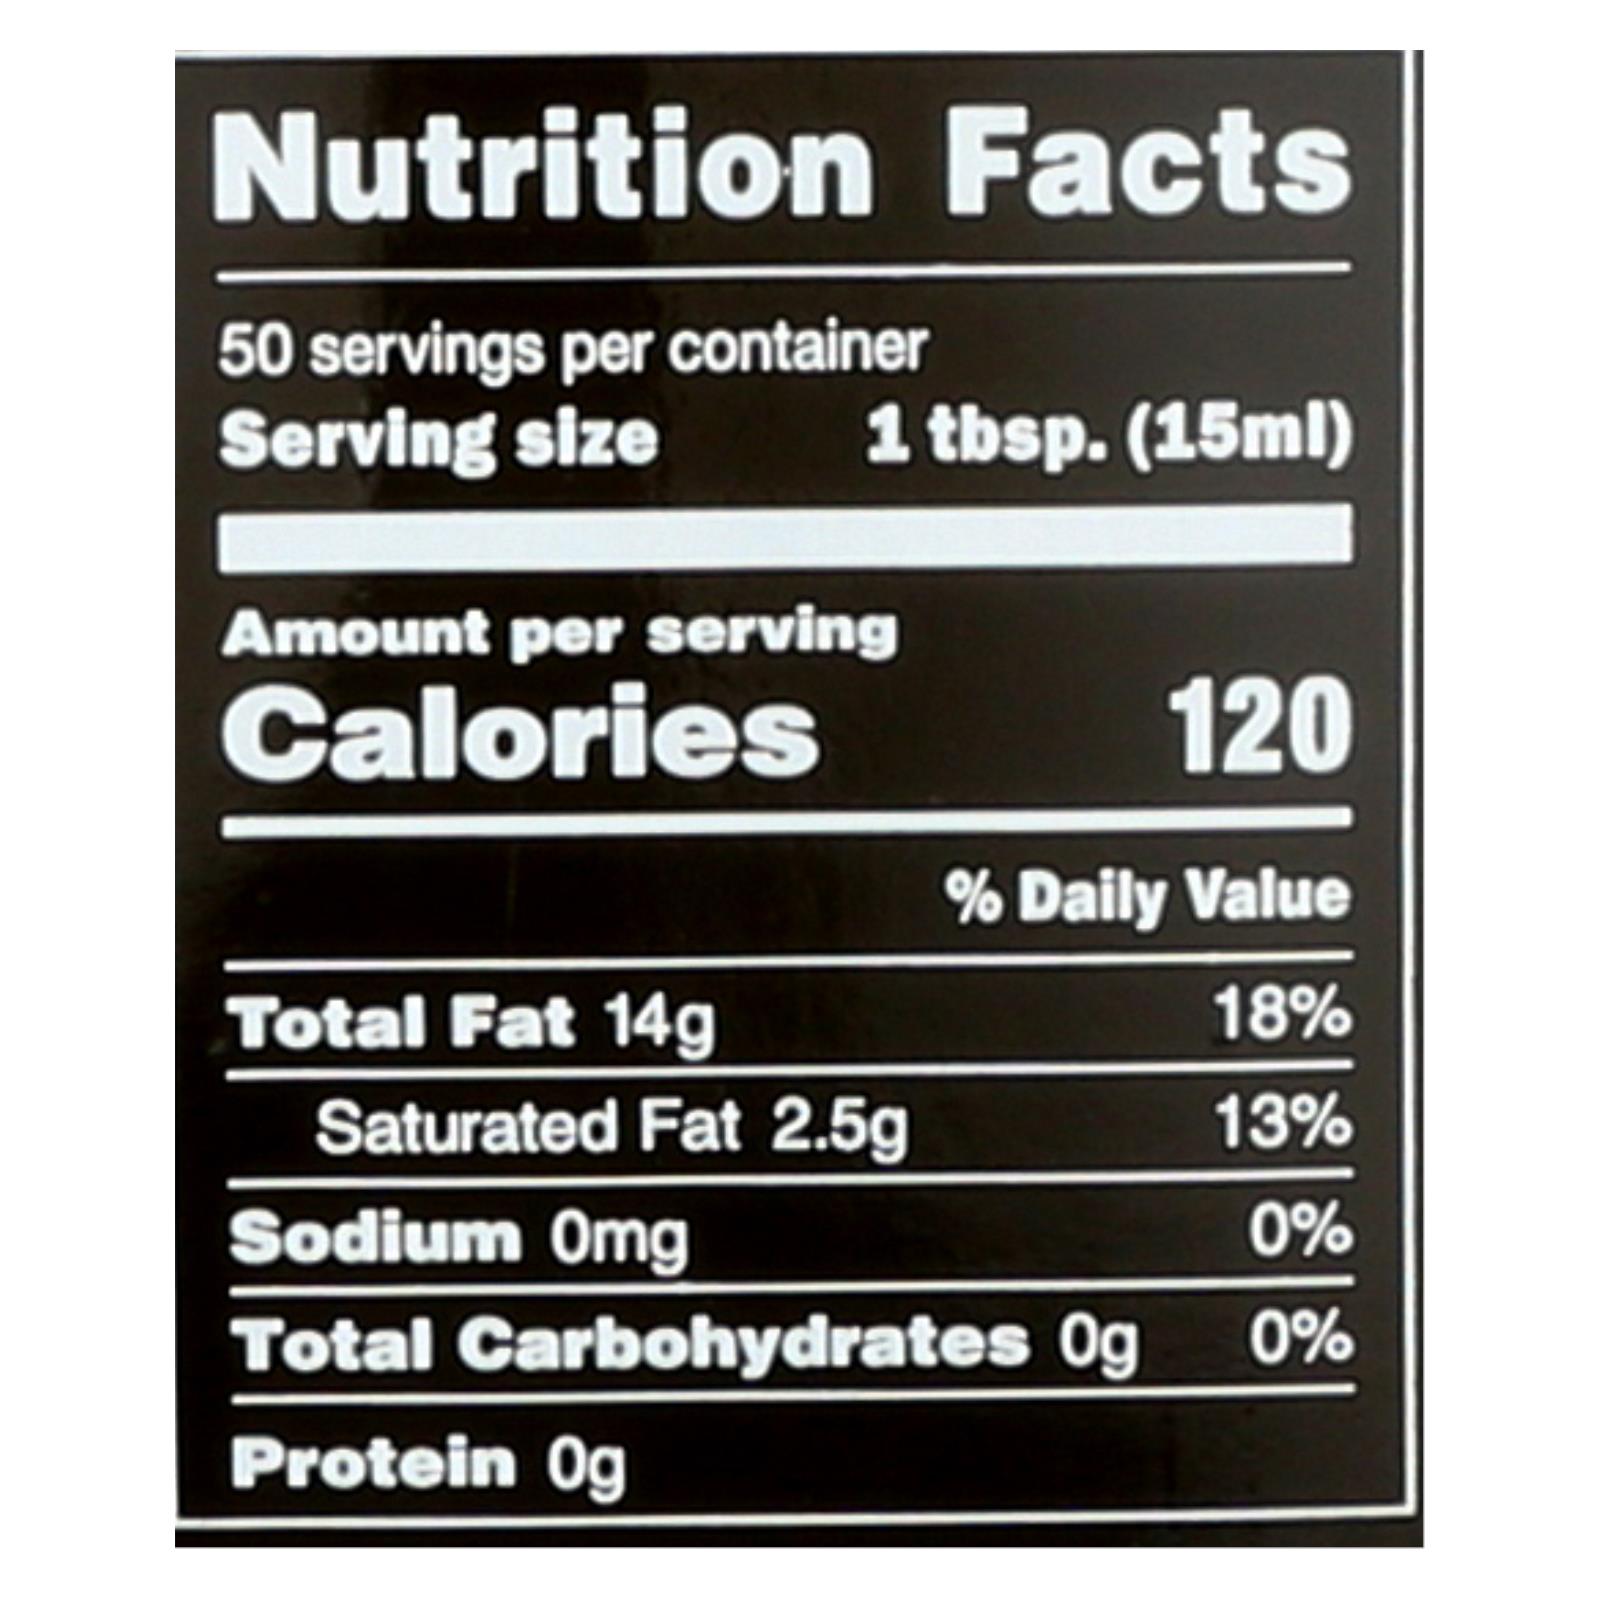 Nutrition Facts
50 servings per container
Serving size 1 tbsp. (15ml)
Amount per serving
Calories 120
% Daily Value
Total Fat 14g 18%
Saturated Fat 2.5g 13%
Sodium 0mg 0%
Total Carbohydrates 0g 0%
Protein 0g